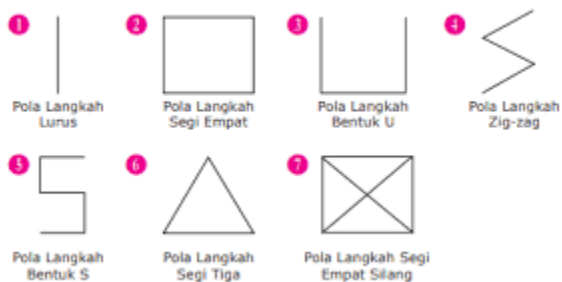 1
Pola Langkah
Lurus
2
Pola Langkah
Segi Empat
3
Pola Langkah
Bentuk U
4
Pola Langkah
Zig-zag
5
Pola Langkah
Bentuk S
6
Pola Langkah
Segi Tiga
7
Pola Langkah Segi
Empat Silang